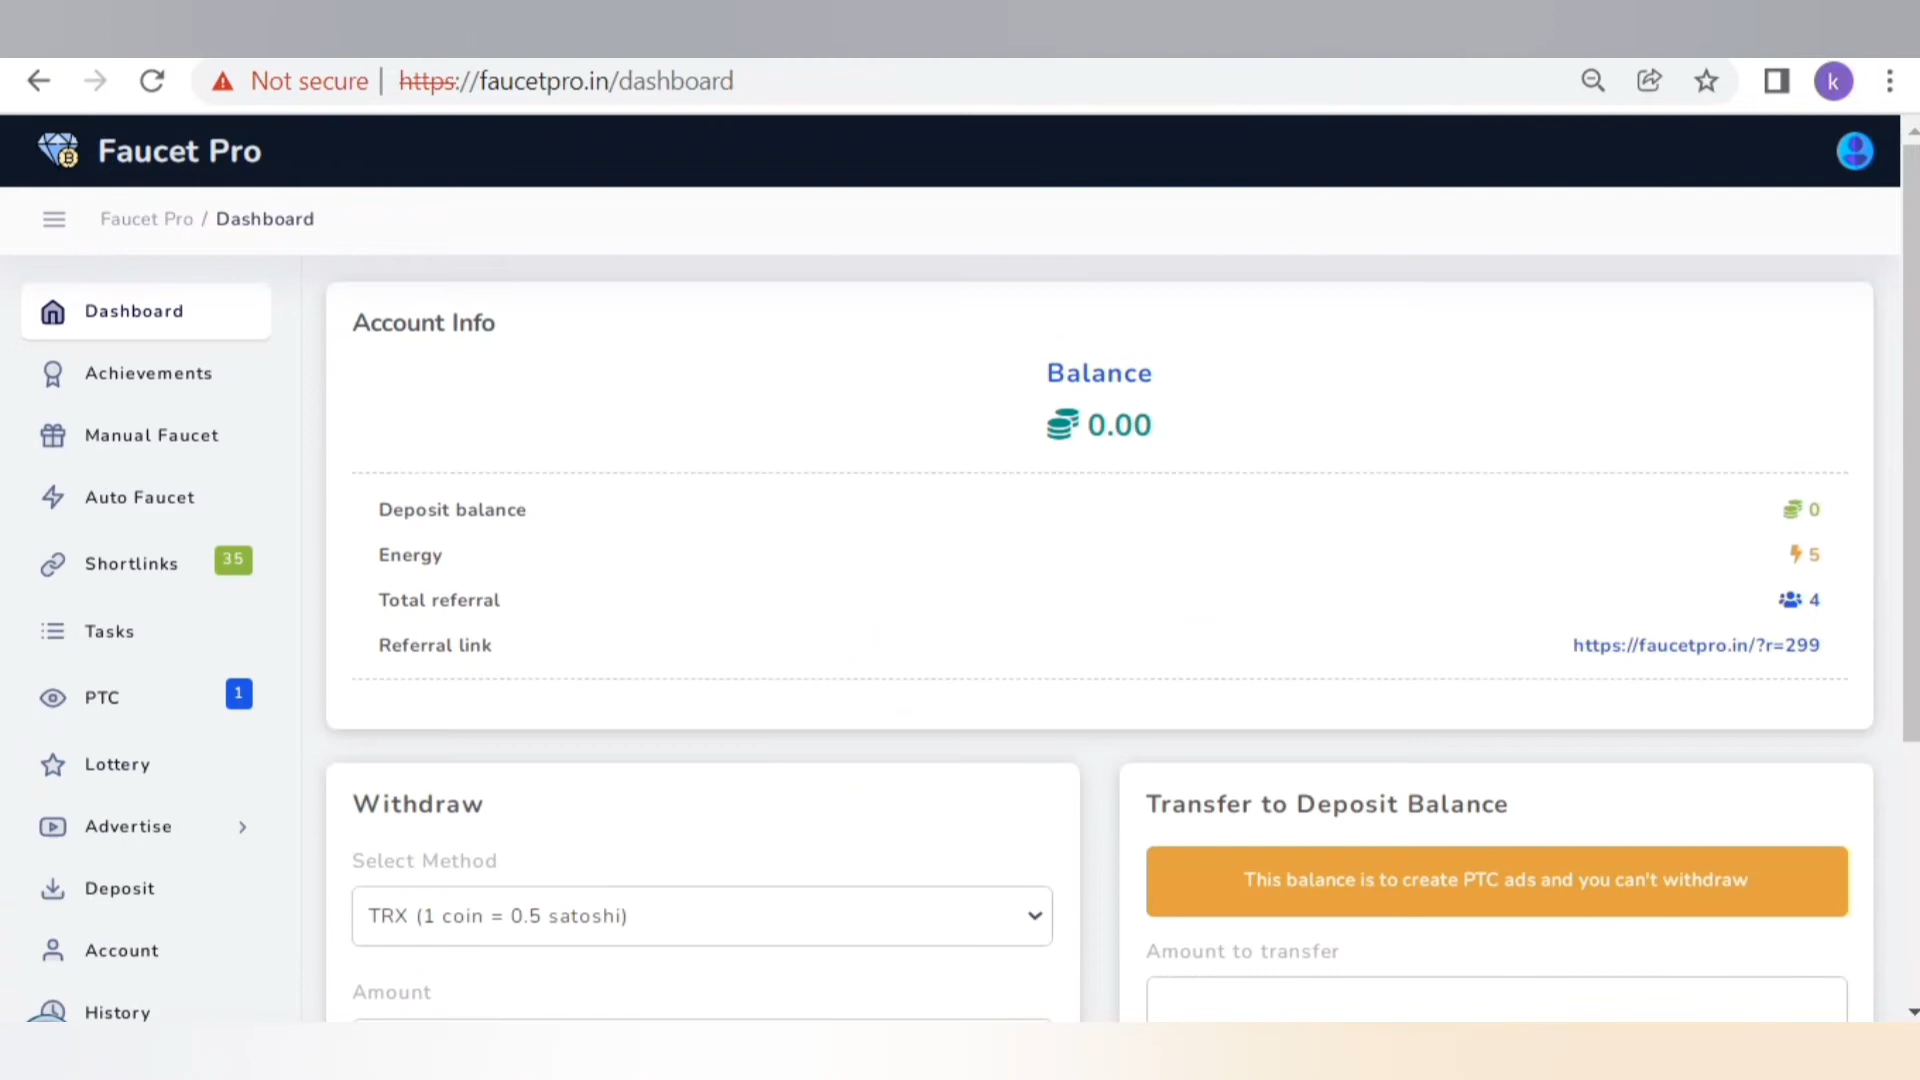 Not secure | https://faucetpro.in/dashboard
k
Faucet Pro
Faucet Pro / Dashboard
Dashboard
Achievements
Manual Faucet
Auto Faucet
Shortlinks 35
Tasks
PTC 1
Lottery
Advertise
Deposit
Account
History
Account Info
Balance
0.00
Deposit balance 0
Energy 5
Total referral 4
Referral link https://faucetpro.in/?r=299
Withdraw
Select Method
TRX (1 coin = 0.5 satoshi)
Amount
Transfer to Deposit Balance
This balance is to create PTC ads and you can't withdraw
Amount to transfer